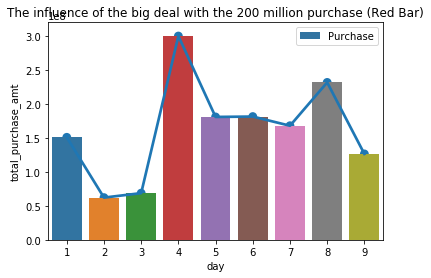 The influence of the big deal with the 200 million purchase (Red Bar)
1e8
Purchase
3.0
2.5
2.0
1.5
1.0
0.5
0.0
total_purchase_amt
1 2 3 4 5 6 7 8 9
day